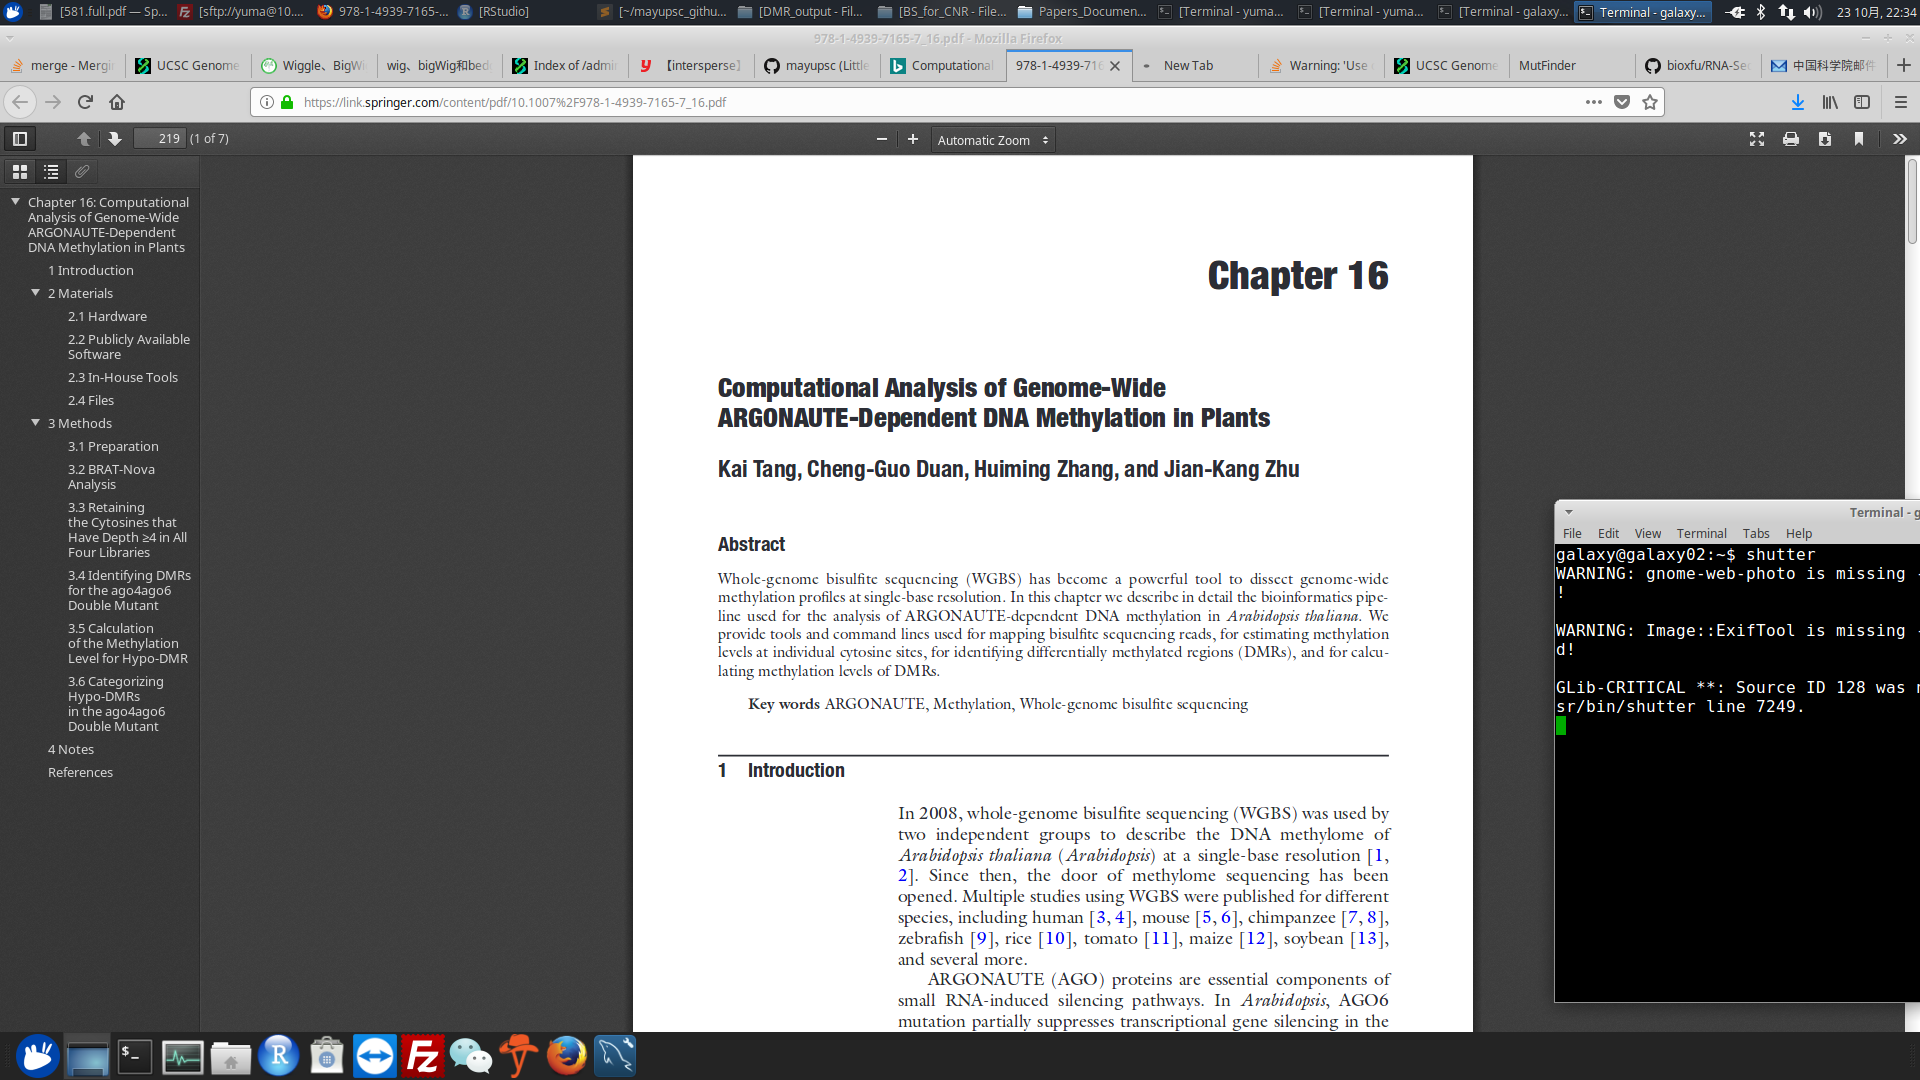 [581.full.pdf — Sp...
[sftp://yuma@10....
978-1-4939-7165-...
[RStudio]
[~/mayupsc_githu...
[DMR_output - Fil...
[BS_for_CNR - File...
Papers_Documen...
[Terminal - yuma...
[Terminal - yuma...
[Terminal - galaxy...
Terminal - galaxy...
23 10月, 22:34
978-1-4939-7165-7_16.pdf - Mozilla Firefox
merge - Mergin
UCSC Genome
Wiggle、BigWi
wig、bigWig和bed
Index of /admi
【intersperse】
mayupsc (Little
Computational
978-1-4939-716
New Tab
Warning: 'Use
UCSC Genome
MutFinder
bioxfu/RNA-Se
中国科学院邮件
https://link.springer.com/content/pdf/10.1007%2F978-1-4939-7165-7_16.pdf
219 (1 of 7)
Automatic Zoom
Chapter 16: Computational
Analysis of Genome-Wide
ARGONAUTE-Dependent
DNA Methylation in Plants
1 Introduction
2 Materials
2.1 Hardware
2.2 Publicly Available
Software
2.3 In-House Tools
2.4 Files
3 Methods
3.1 Preparation
3.2 BRAT-Nova
Analysis
3.3 Retaining
the Cytosines that
Have Depth ≥4 in All
Four Libraries
3.4 Identifying DMRs
for the ago4ago6
Double Mutant
3.5 Calculation
of the Methylation
Level for Hypo-DMR
3.6 Categorizing
Hypo-DMRs
in the ago4ago6
Double Mutant
4 Notes
References
Chapter 16
Computational Analysis of Genome-Wide
ARGONAUTE-Dependent DNA Methylation in Plants
Kai Tang, Cheng-Guo Duan, Huiming Zhang, and Jian-Kang Zhu
Abstract
Whole-genome bisulfite sequencing (WGBS) has become a powerful tool to dissect genome-wide
methylation profiles at single-base resolution. In this chapter we describe in detail the bioinformatics pipe-
line used for the analysis of ARGONAUTE-dependent DNA methylation in Arabidopsis thaliana. We
provide tools and command lines used for mapping bisulfite sequencing reads, for estimating methylation
levels at individual cytosine sites, for identifying differentially methylated regions (DMRs), and for calcu-
lating methylation levels of DMRs.
Key words ARGONAUTE, Methylation, Whole-genome bisulfite sequencing
1 Introduction
In 2008, whole-genome bisulfite sequencing (WGBS) was used by
two independent groups to describe the DNA methylome of
Arabidopsis thaliana (Arabidopsis) at a single-base resolution [1,
2]. Since then, the door of methylome sequencing has been
opened. Multiple studies using WGBS were published for different
species, including human [3, 4], mouse [5, 6], chimpanzee [7, 8],
zebrafish [9], rice [10], tomato [11], maize [12], soybean [13],
and several more.
ARGONAUTE (AGO) proteins are essential components of
small RNA-induced silencing pathways. In Arabidopsis, AGO6
mutation partially suppresses transcriptional gene silencing in the
Terminal - g
File Edit View Terminal Tabs Help
galaxy@galaxy02:~$ shutter
WARNING: gnome-web-photo is missing -
!
WARNING: Image::ExifTool is missing -
d!
GLib-CRITICAL **: Source ID 128 was n
sr/bin/shutter line 7249.